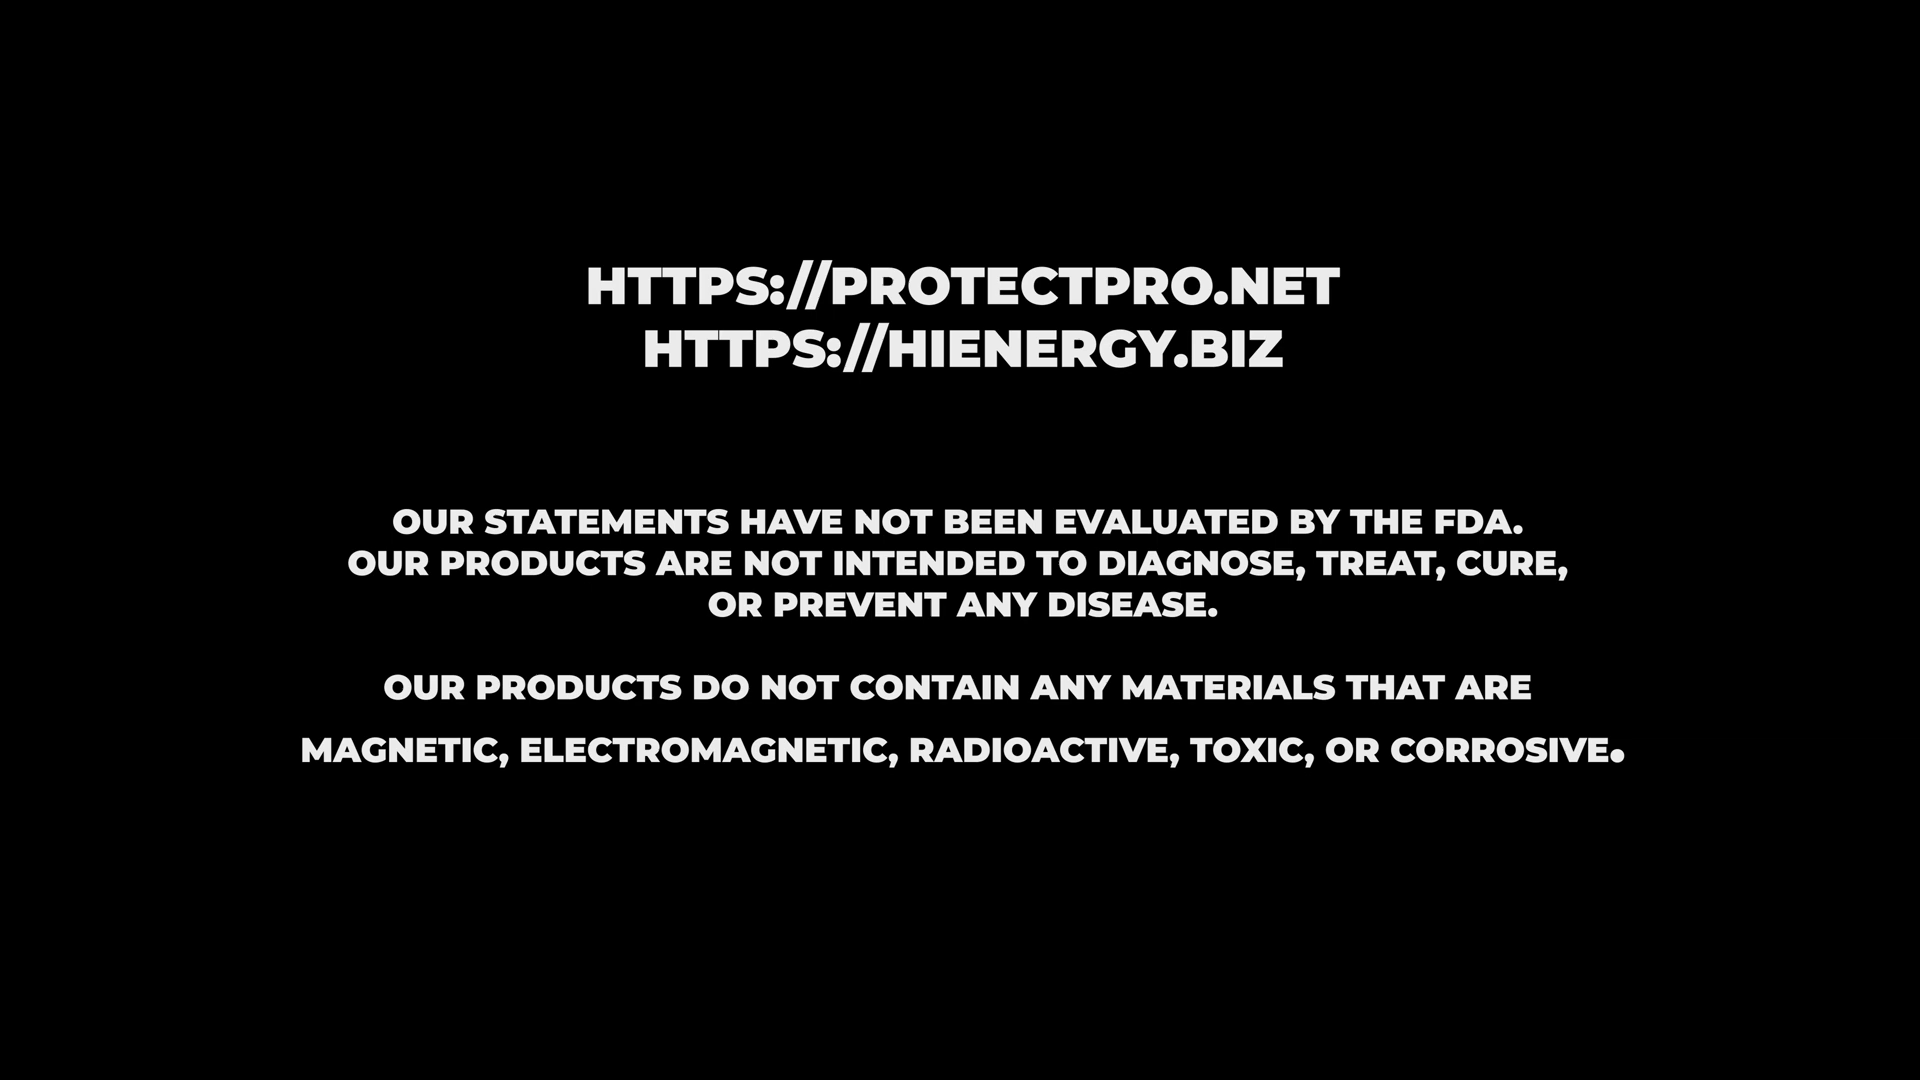 HTTPS://PROTECTPRO.NET
HTTPS://HIENERGY.BIZ
OUR STATEMENTS HAVE NOT BEEN EVALUATED BY THE FDA.
OUR PRODUCTS ARE NOT INTENDED TO DIAGNOSE, TREAT, CURE,
OR PREVENT ANY DISEASE.
OUR PRODUCTS DO NOT CONTAIN ANY MATERIALS THAT ARE
MAGNETIC, ELECTROMAGNETIC, RADIOACTIVE, TOXIC, OR CORROSIVE.